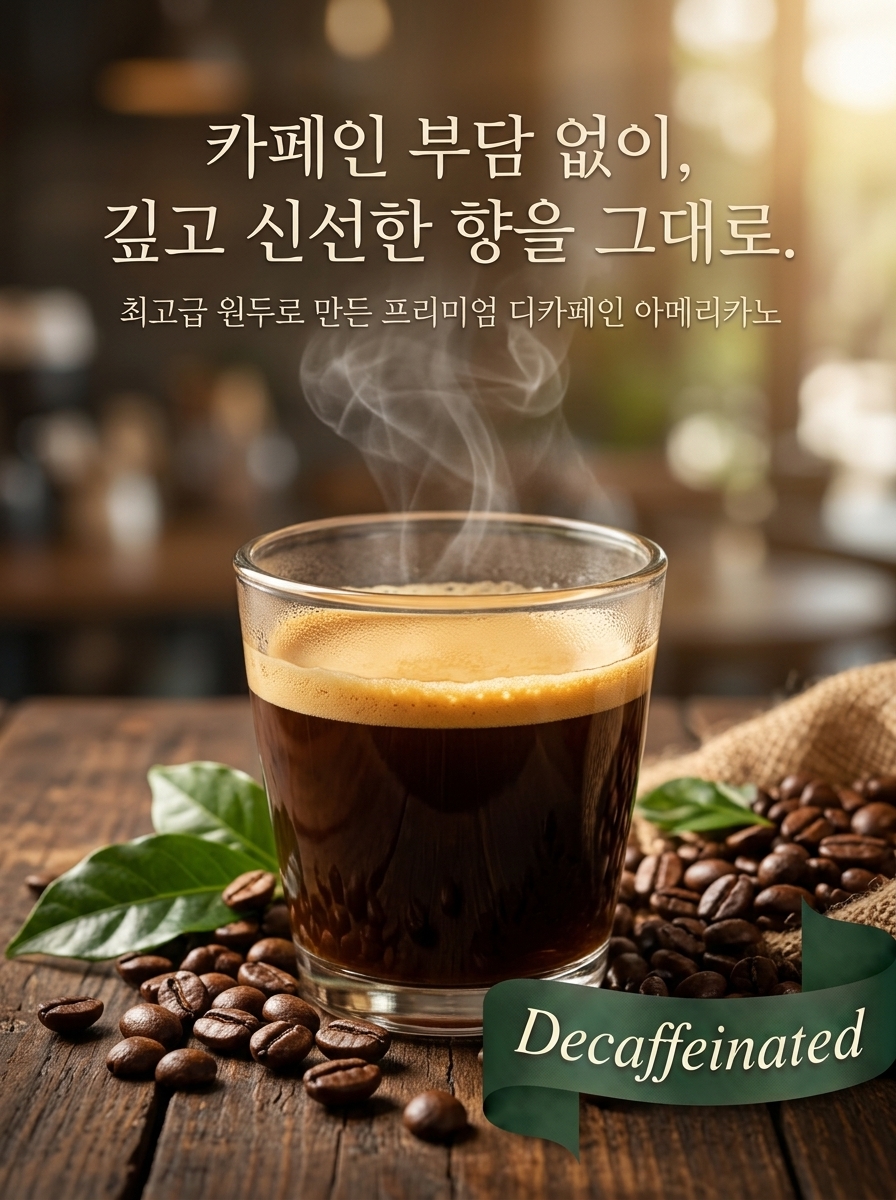 카페인 부담 없이,
깊고 신선한 향을 그대로.
최고급 원두로 만든 프리미엄 디카페인 아메리카노
Decaffeinated